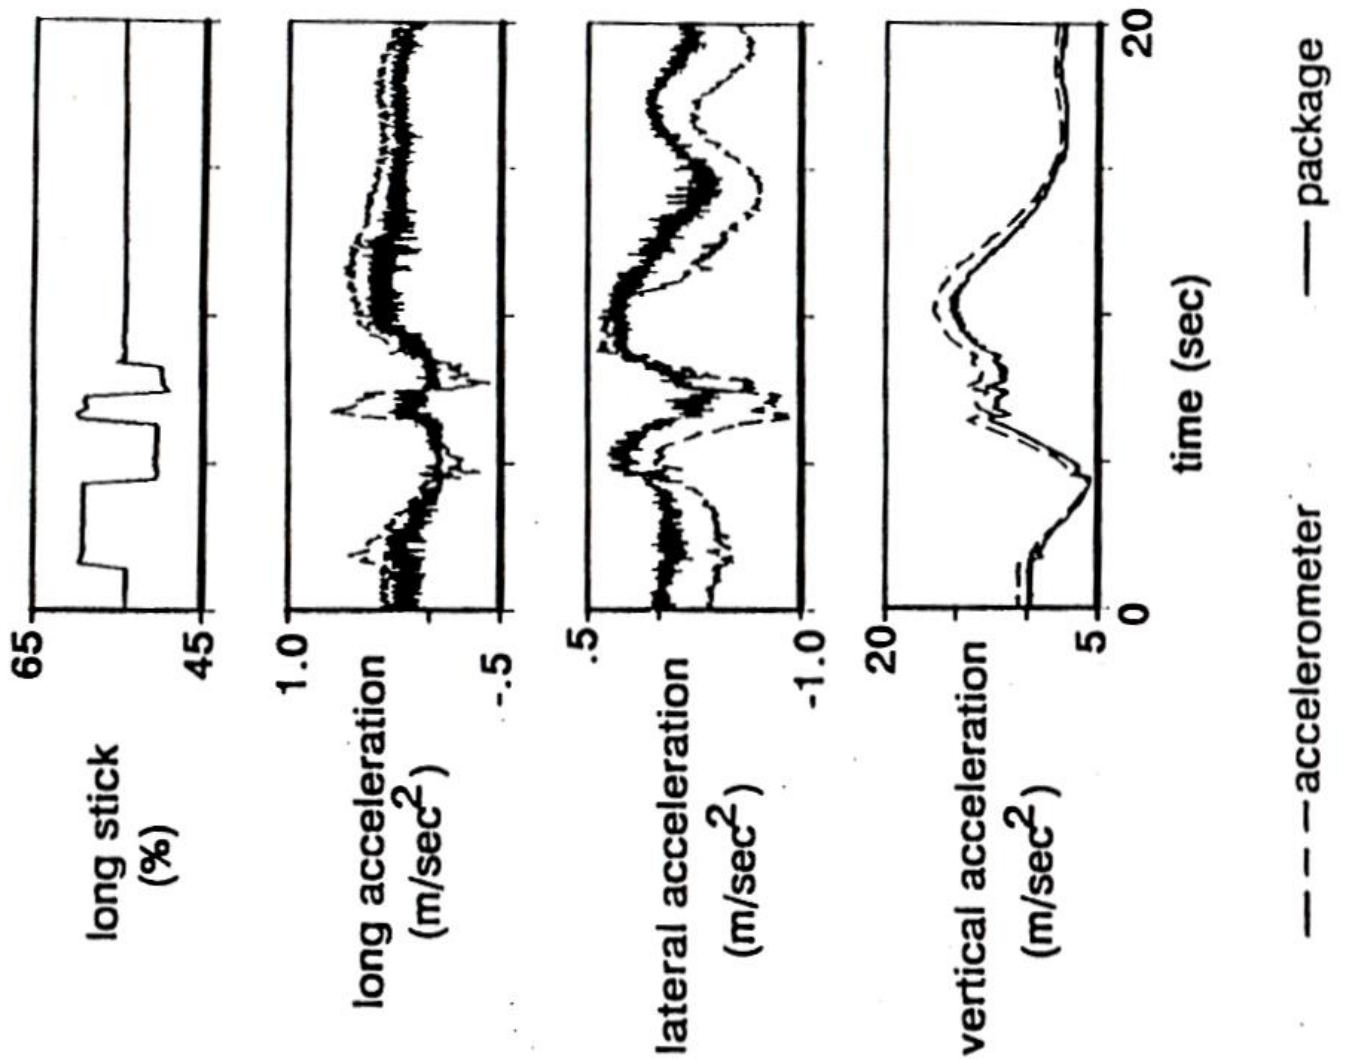 long stick
(%)
65
45
long acceleration
(m/sec2)
1.0
-.5
lateral acceleration
(m/sec2)
.5
-1.0
vertical acceleration
(m/sec2)
20
5
0
20
time (sec)
accelerometer
package